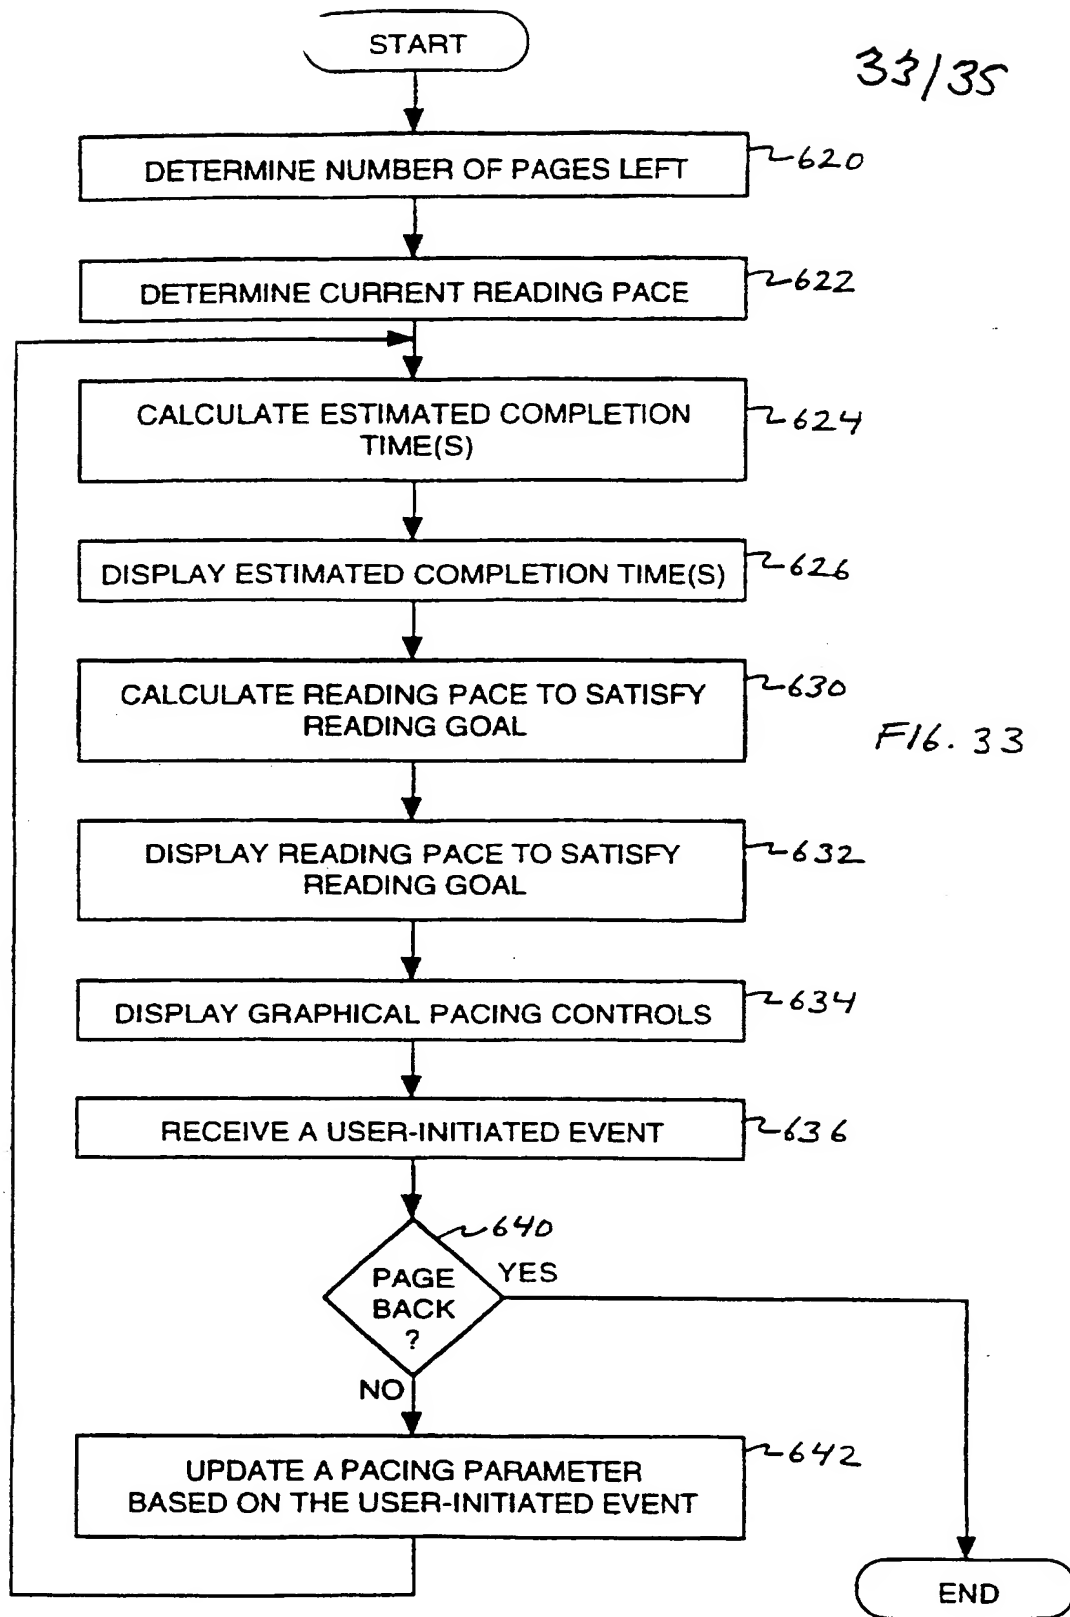 START
33/35
DETERMINE NUMBER OF PAGES LEFT
620
DETERMINE CURRENT READING PACE
622
CALCULATE ESTIMATED COMPLETION
TIME(S)
624
DISPLAY ESTIMATED COMPLETION TIME(S)
626
CALCULATE READING PACE TO SATISFY
READING GOAL
630
FIG. 33
DISPLAY READING PACE TO SATISFY
READING GOAL
632
DISPLAY GRAPHICAL PACING CONTROLS
634
RECEIVE A USER-INITIATED EVENT
636
640
PAGE
BACK
?
YES
NO
UPDATE A PACING PARAMETER
BASED ON THE USER-INITIATED EVENT
642
END